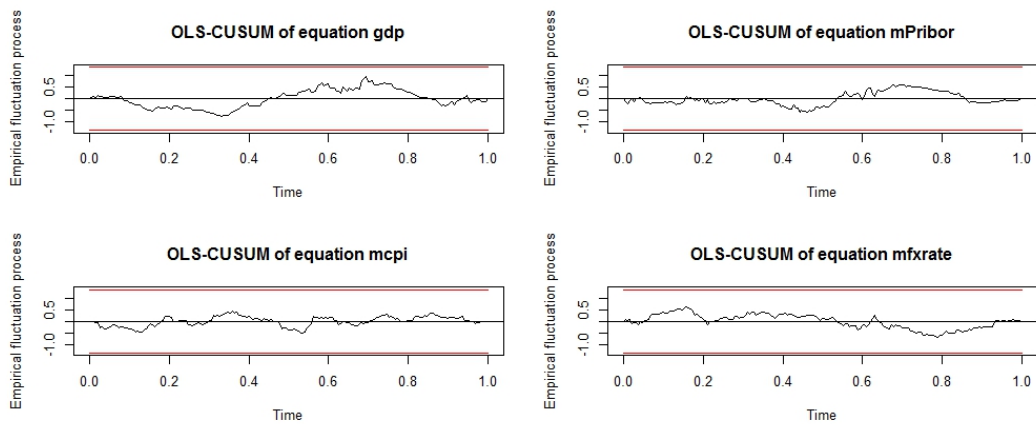 OLS-CUSUM of equation gdp
Empirical fluctuation process
0.5
-1.0
0.0 0.2 0.4 0.6 0.8 1.0
Time
OLS-CUSUM of equation mPribor
Empirical fluctuation process
0.5
-1.0
0.0 0.2 0.4 0.6 0.8 1.0
Time
OLS-CUSUM of equation mcpi
Empirical fluctuation process
0.5
-1.0
0.0 0.2 0.4 0.6 0.8 1.0
Time
OLS-CUSUM of equation mfxrate
Empirical fluctuation process
0.5
-1.0
0.0 0.2 0.4 0.6 0.8 1.0
Time